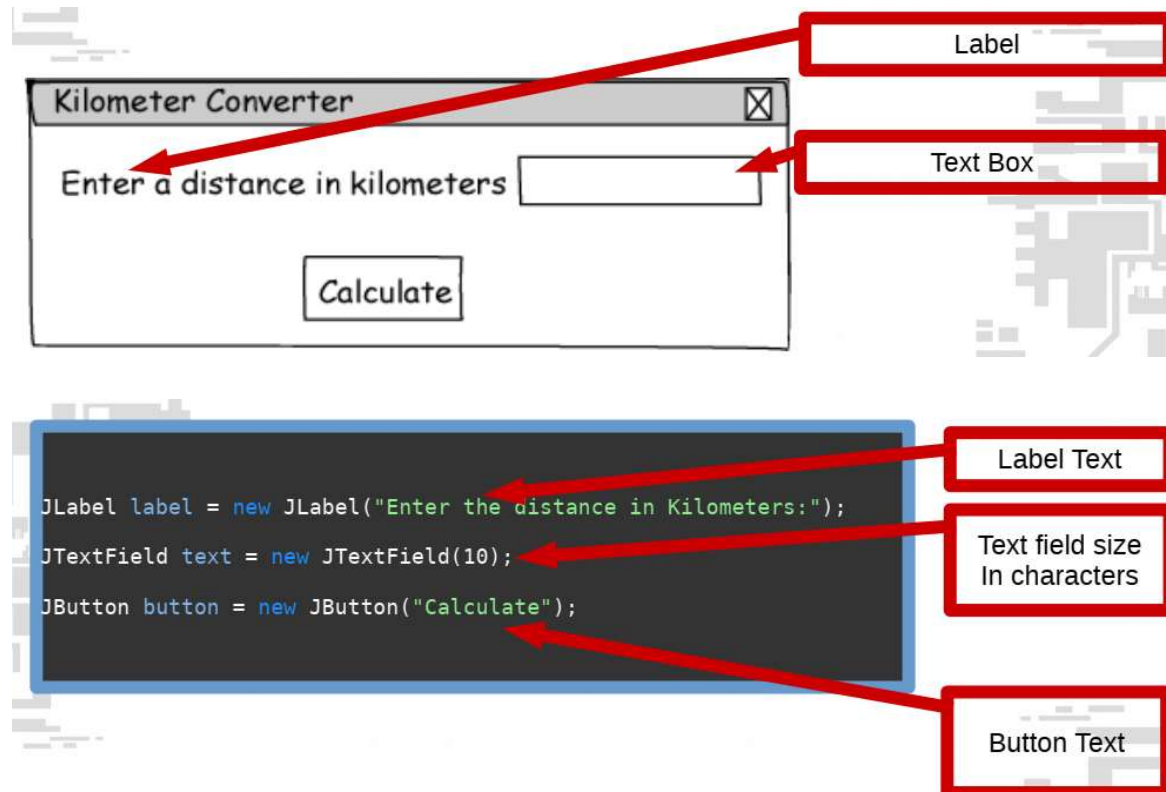 Label
Kilometer Converter
Text Box
Enter a distance in kilometers
Calculate
Label Text
JLabel label = new JLabel("Enter the distance in Kilometers:");
Text field size
In characters
JTextField text = new JTextField(10);
JButton button = new JButton("Calculate");
Button Text